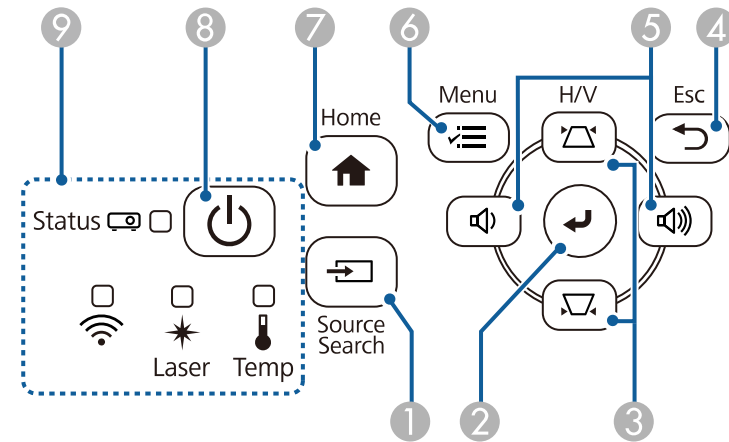 9 8 7 6 5 4
Menu H/V Esc
Home
Status
Source
Search
Laser Temp
1 2 3